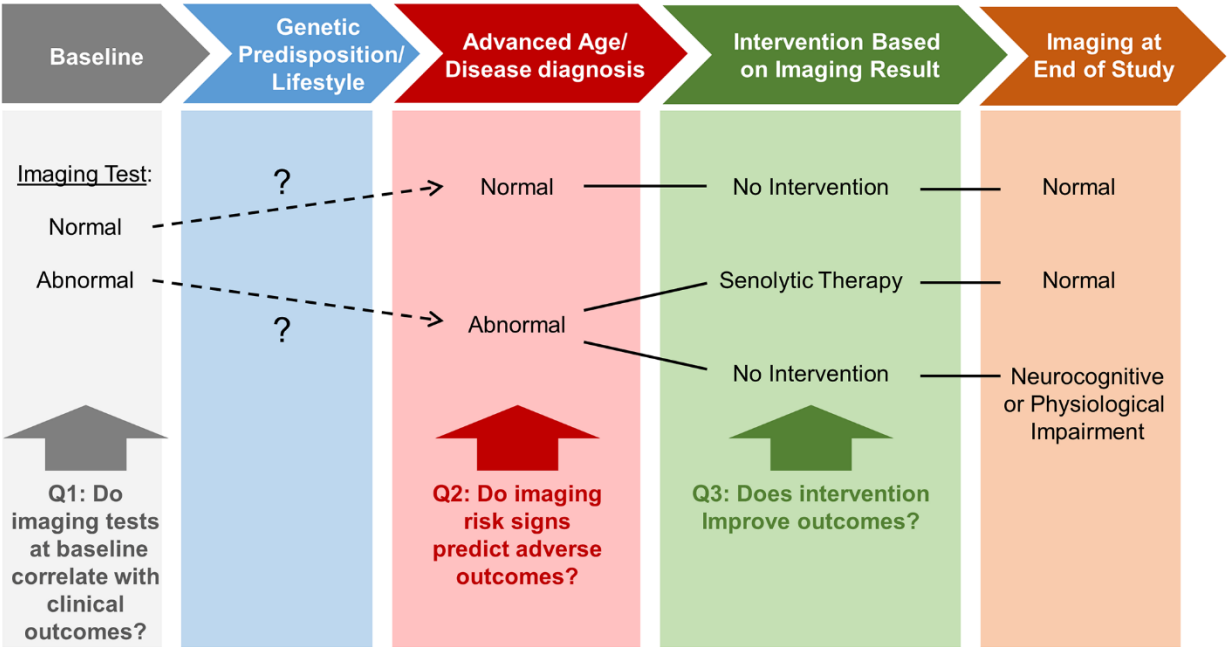 Baseline
Genetic
Predisposition/
Lifestyle
Advanced Age/
Disease diagnosis
Intervention Based
on Imaging Result
Imaging at
End of Study
Imaging Test:
Normal
Abnormal
?
?
Normal
Abnormal
No Intervention
Senolytic Therapy
No Intervention
Normal
Normal
Neurocognitive
or Physiological
Impairment
Q1: Do
imaging tests
at baseline
correlate with
clinical
outcomes?
Q2: Do imaging
risk signs
predict adverse
outcomes?
Q3: Does intervention
Improve outcomes?